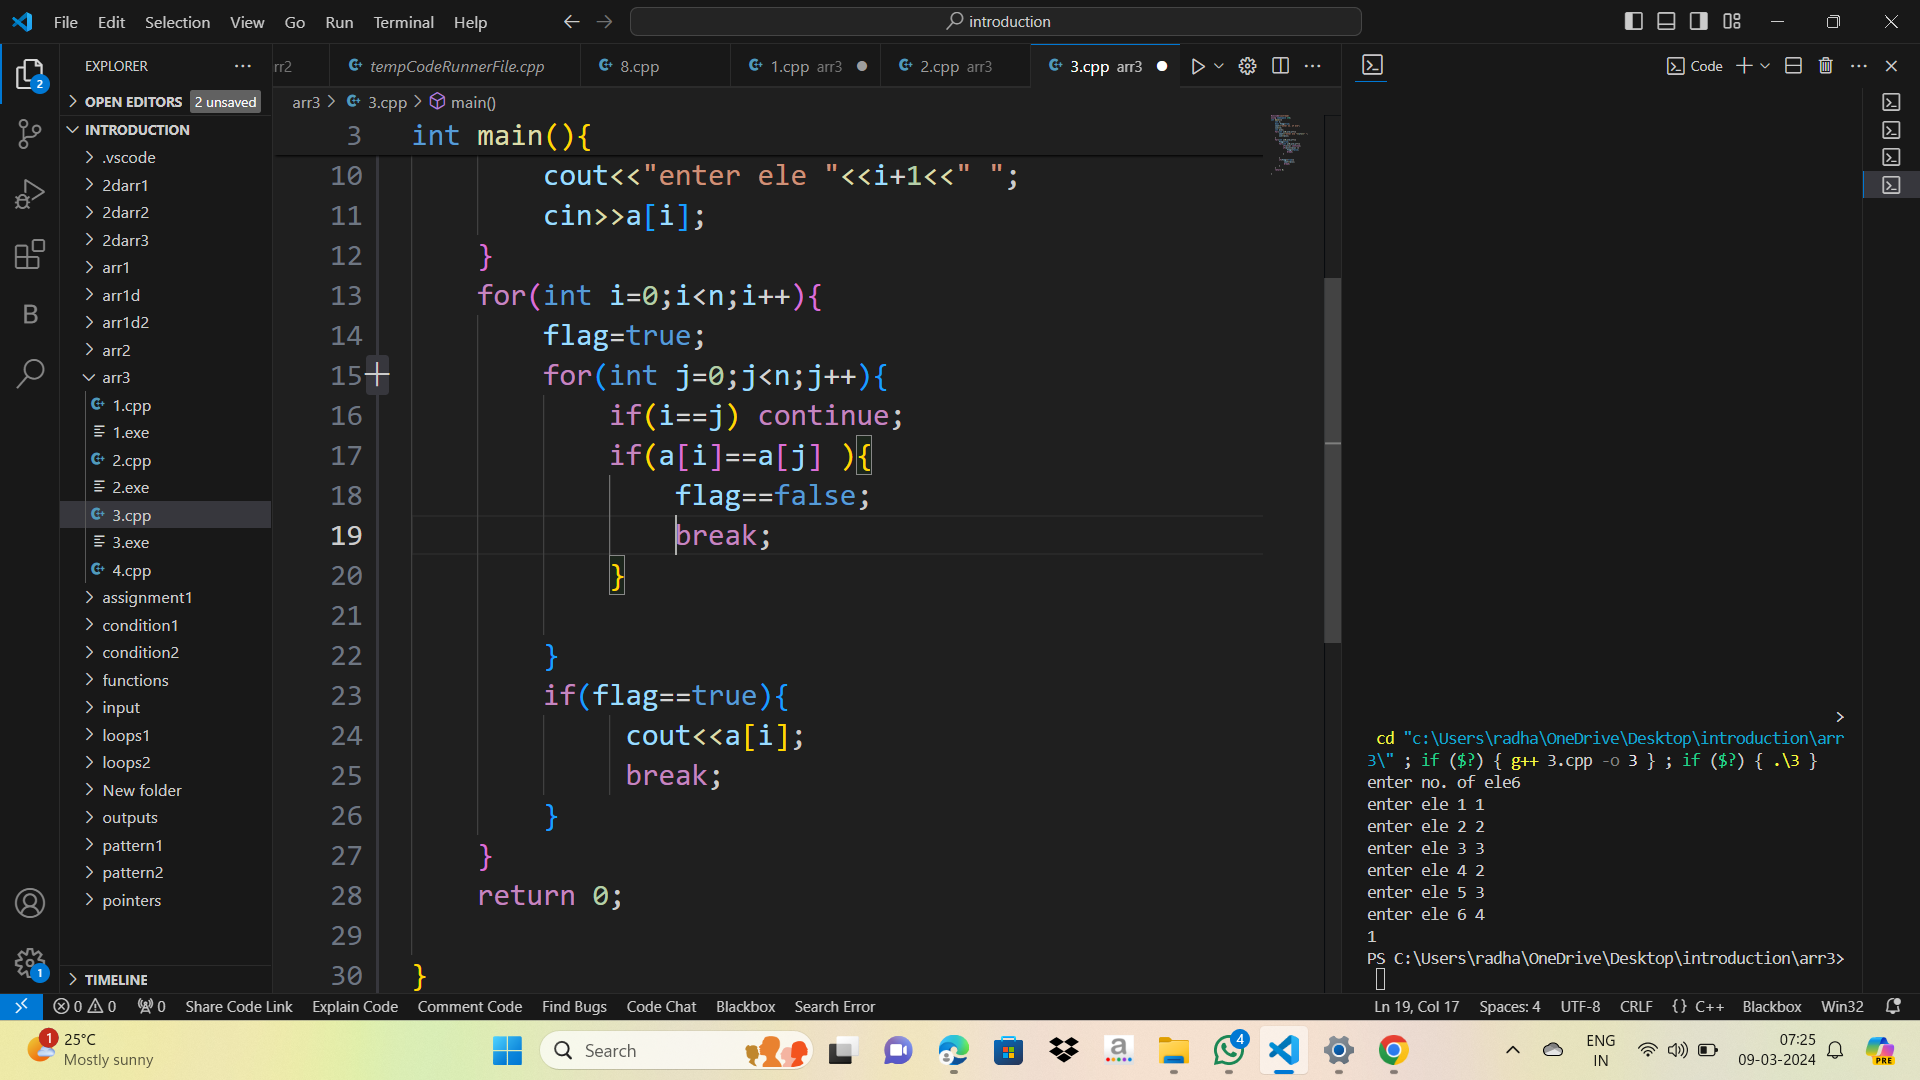 File Edit Selection View Go Run Terminal Help
introduction
EXPLORER
rr2
tempCodeRunnerFile.cpp
8.cpp
1.cpp arr3
2.cpp arr3
3.cpp arr3
Code
OPEN EDITORS 2 unsaved
INTRODUCTION
.vscode
2darr1
2darr2
2darr3
arr1
arr1d
arr1d2
arr2
arr3
1.cpp
1.exe
2.cpp
2.exe
3.cpp
3.exe
4.cpp
assignment1
condition1
condition2
functions
input
loops1
loops2
New folder
outputs
pattern1
pattern2
pointers
TIMELINE
2
B
1
arr3 > 3.cpp > main()
3 int main(){
10 cout<<"enter ele "<<i+1<<" ";
11 cin>>a[i];
12 }
13 for(int i=0;i<n;i++){
14 flag=true;
15 for(int j=0;j<n;j++){
16 if(i==j) continue;
17 if(a[i]==a[j] ){
18 flag==false;
19 break;
20 }
21
22 }
23 if(flag==true){
24 cout<<a[i];
25 break;
26 }
27 }
28 return 0;
29
30 }
>
cd "c:\Users\radha\OneDrive\Desktop\introduction\arr
3\" ; if ($?) { g++ 3.cpp -o 3 } ; if ($?) { .\3 }
enter no. of ele6
enter ele 1 1
enter ele 2 2
enter ele 3 3
enter ele 4 2
enter ele 5 3
enter ele 6 4
1
PS C:\Users\radha\OneDrive\Desktop\introduction\arr3>
0 0 0 Share Code Link Explain Code Comment Code Find Bugs Code Chat Blackbox Search Error
Ln 19, Col 17 Spaces: 4 UTF-8 CRLF {} C++ Blackbox Win32
1
25°C
Mostly sunny
Search
a
4
ENG
IN
07:25
09-03-2024
PRE